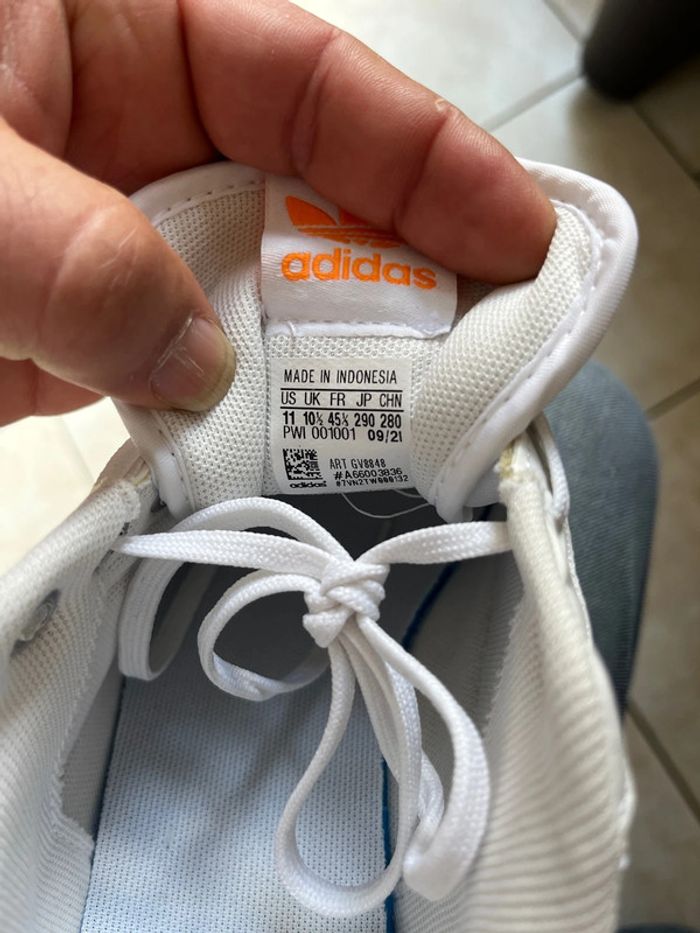 adidas
MADE IN INDONESIA
US UK FR JP CHN
11 10½ 45⅓ 290 280
PWI 001001 09/21
ART GV8848
#A66003836
adidas
07VN2TW000132